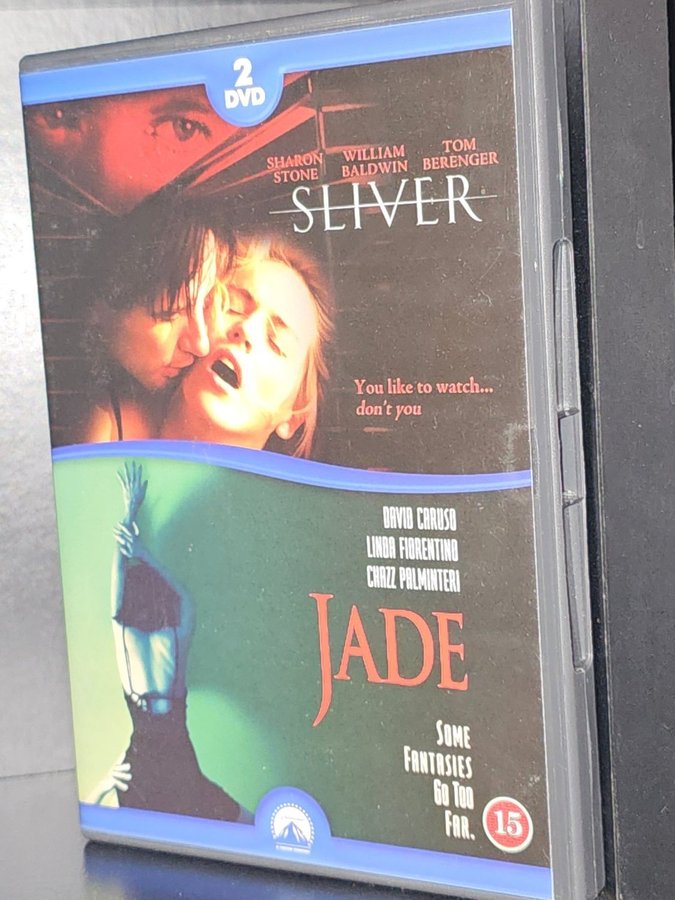 2
DVD
SHARON STONE
WILLIAM BALDWIN
TOM BERENGER
SLIVER
You like to watch...
don't you
DAVID CARUSO
LINDA FIORENTINO
CHAZZ PALMINTERI
JADE
SOME
FANTASIES
GO TOO
FAR.
15